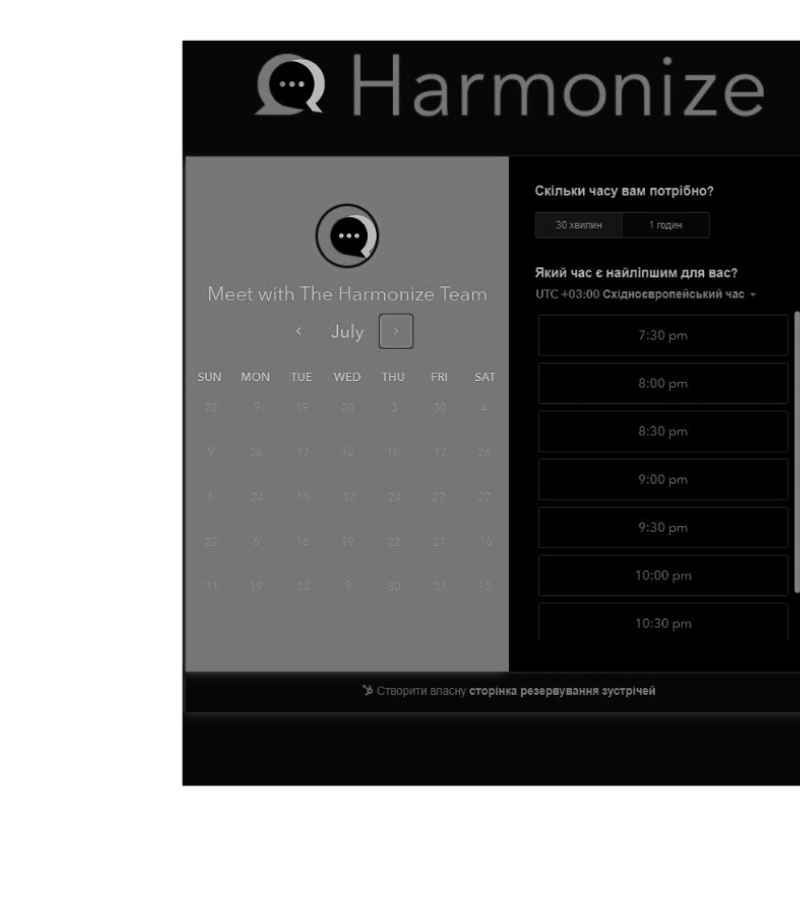 Harmonize
Meet with The Harmonize Team
July
SUN MON TUE WED THU FRI SAT
22 9 19 20 3 30 4
9 26 17 12 18 17 26
6 24 16 17 24 27 27
22 6 16 19 22 21 16
31 19 24 9 30 31 13
Скільки часу вам потрібно?
30 хвилин 1 годин
Який час є найліпшим для вас?
UTC +03:00 Східноєвропейський час
7:30 pm
8:00 pm
8:30 pm
9:00 pm
9:30 pm
10:00 pm
10:30 pm
Створити власну сторінка резервування зустрічей